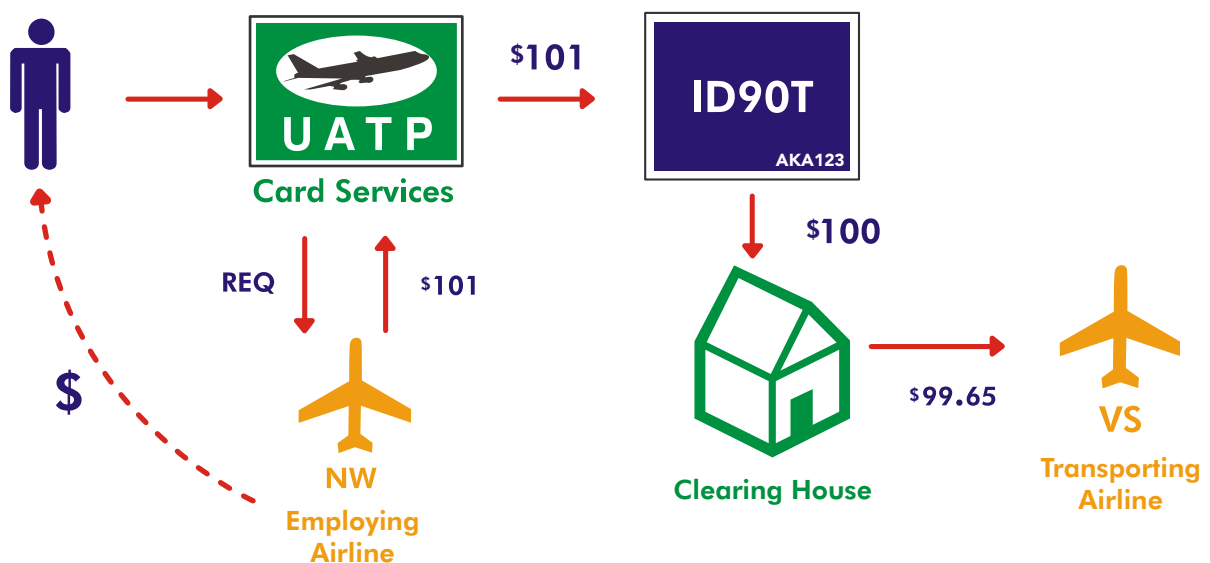 UATP
Card Services
$101
ID90T
AKA123
REQ
$101
$100
$
NW
Employing
Airline
Clearing House
$99.65
VS
Transporting
Airline